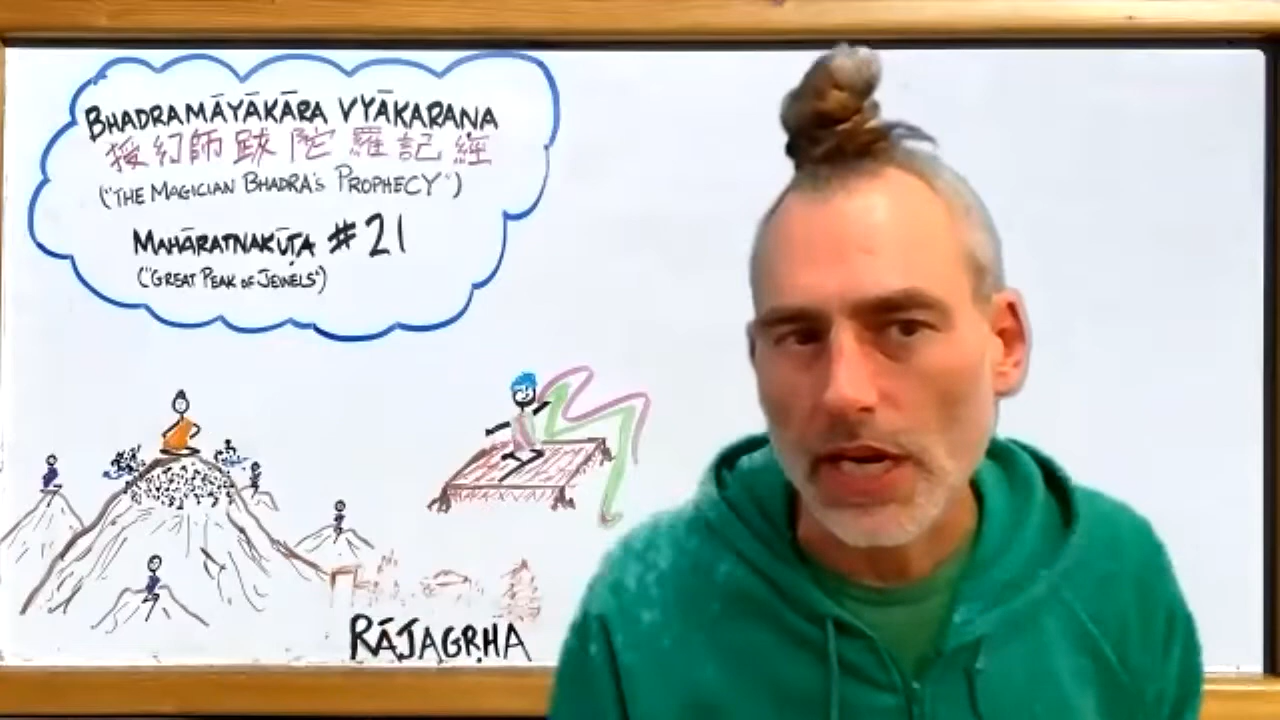 BHADRAMĀYĀKĀRA VYĀKARANA
授幻師跋陀羅記經
("THE MAGICIAN BHADRA'S PROPHECY")
MAHĀRATNAKŪṬA #21
("GREAT PEAK OF JEWELS")
RĀJAGṚHA